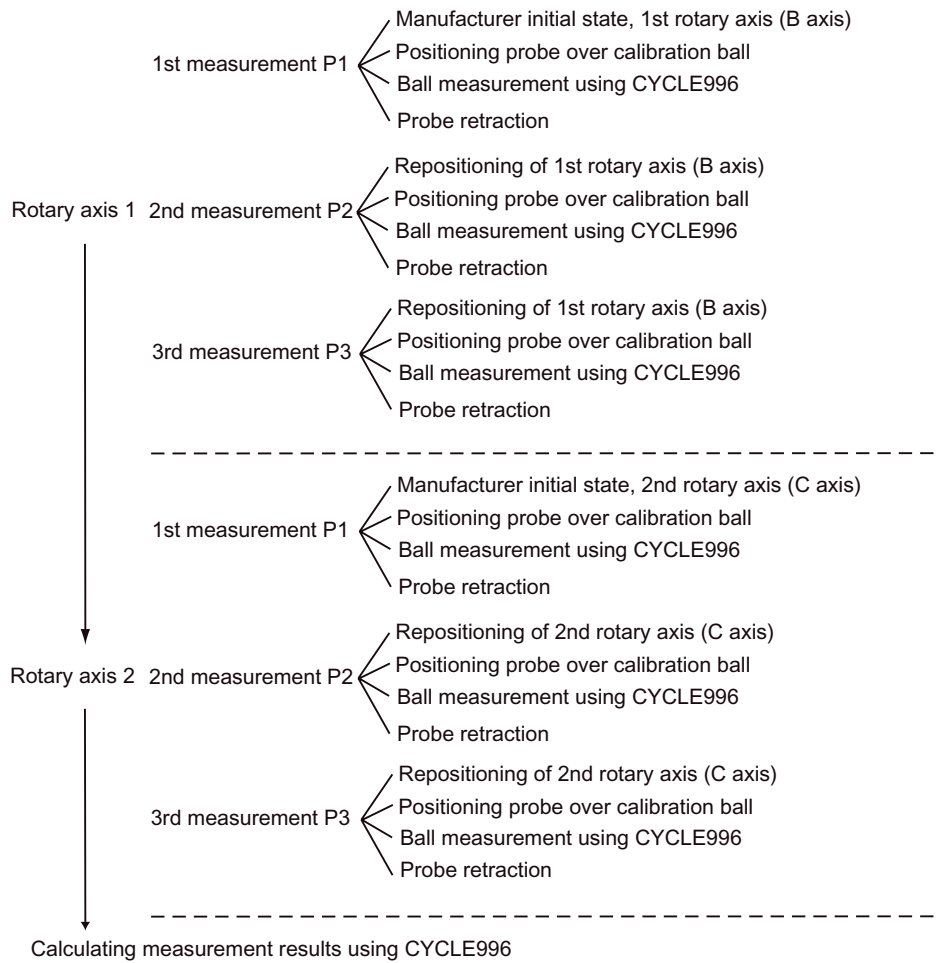 Manufacturer initial state, 1st rotary axis (B axis)
1st measurement P1
Positioning probe over calibration ball
Ball measurement using CYCLE996
Probe retraction
Repositioning of 1st rotary axis (B axis)
Rotary axis 1 2nd measurement P2
Positioning probe over calibration ball
Ball measurement using CYCLE996
Probe retraction
Repositioning of 1st rotary axis (B axis)
3rd measurement P3
Positioning probe over calibration ball
Ball measurement using CYCLE996
Probe retraction
Manufacturer initial state, 2nd rotary axis (C axis)
1st measurement P1
Positioning probe over calibration ball
Ball measurement using CYCLE996
Probe retraction
Repositioning of 2nd rotary axis (C axis)
Rotary axis 2 2nd measurement P2
Positioning probe over calibration ball
Ball measurement using CYCLE996
Probe retraction
Repositioning of 2nd rotary axis (C axis)
3rd measurement P3
Positioning probe over calibration ball
Ball measurement using CYCLE996
Probe retraction
Calculating measurement results using CYCLE996